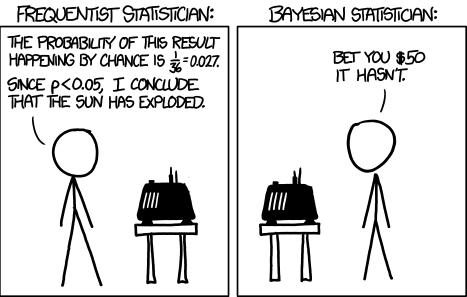 FREQUENTIST STATISTICIAN:
THE PROBABILITY OF THIS RESULT
HAPPENING BY CHANCE IS 1/36 = 0.027.
SINCE p < 0.05, I CONCLUDE
THAT THE SUN HAS EXPLODED.
BAYESIAN STATISTICIAN:
BET YOU $50
IT HASN'T.